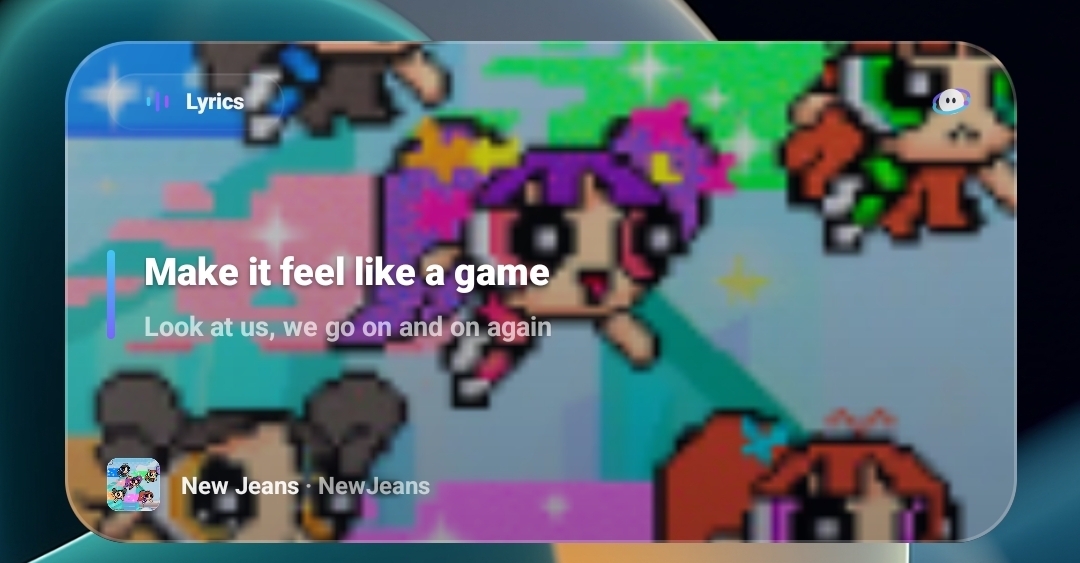 Lyrics
Make it feel like a game
Look at us, we go on and on again
New Jeans · NewJeans